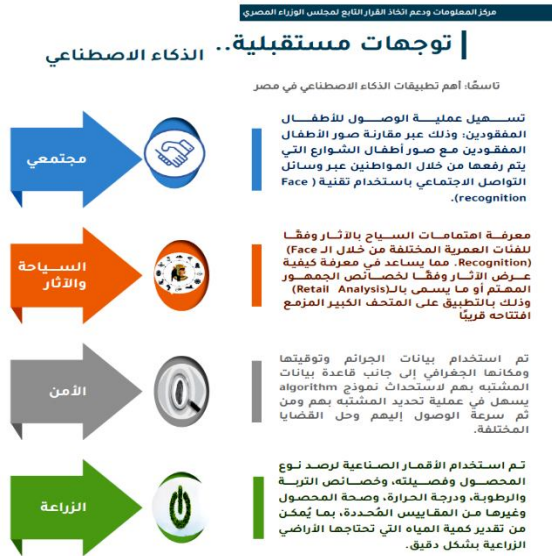 مركز المعلومات ودعم اتخاذ القرار التابع لمجلس الوزراء المصري
توجهات مستقبلية.. الذكاء الاصطناعي
تاسعًا: أهم تطبيقات الذكاء الاصطناعي في مصر
مجتمعي
تسهيل عملية الوصول للأطفال
المفقودين: وذلك عبر مقارنة صور الأطفال
المفقودين مع صور أطفال الشوارع التي
يتم رفعها من خلال المواطنين عبر وسائل
التواصل الاجتماعي باستخدام تقنية ( Face
recognition).
السياحة
والآثار
معرفة اهتمامات السياح بالآثار وفقًا
للفئات العمرية المختلفة من خلال الـ Face)
(Recognition. مما يساعد في معرفة كيفية
عرض الآثار وفقًا لخصائص الجمهور
المهتم أو ما يسمى بالـ(Retail Analysis)
وذلك بالتطبيق على المتحف الكبير المزمع
افتتاحه قريبًا
الأمن
تم استخدام بيانات الجرائم وتوقيتها
ومكانها الجغرافي إلى جانب قاعدة بيانات
المشتبه بهم لاستحداث نموذج algorithm
يسهل في عملية تحديد المشتبه بهم ومن
ثم سرعة الوصول إليهم وحل القضايا
المختلفة.
الزراعة
تم استخدام الأقمار الصناعية لرصد نوع
المحصول وفصيلته، وخصائص التربة
والرطوبة، ودرجة الحرارة، وصحة المحصول
وغيرها من المقاييس المُحددة، بما يُمكن
من تقدير كمية المياه التي تحتاجها الأراضي
الزراعية بشكل دقيق.